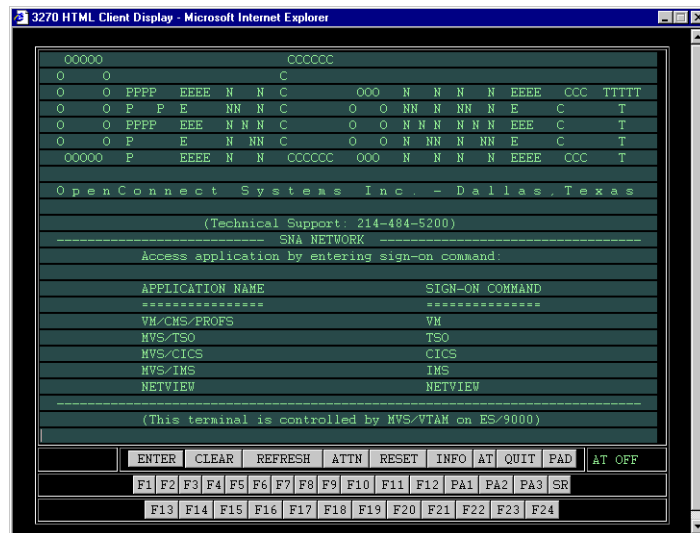 3270 HTML Client Display - Microsoft Internet Explorer
OOOOO CCCCCC
O O C
O O PPPP EEEE N N C OOO N N N N EEEE CCC TTTTT
O O P P E NN N C O O NN N NN N E C T
O O PPPP EEE N N N C O O N N N N N N EEE C T
O O P E N NN C O O N NN N NN E C T
OOOOO P EEEE N N CCCCCC OOO N N N N EEEE CCC T
O p e n C o n n e c t S y s t e m s I n c . - D a l l a s , T e x a s
(Technical Support: 214-484-5200)
--------------------------- SNA NETWORK ----------------------------------
Access application by entering sign-on command:
APPLICATION NAME SIGN-ON COMMAND
================ ===============
VM/CMS/PROFS VM
MVS/TSO TSO
MVS/CICS CICS
MVS/IMS IMS
NETVIEW NETVIEW
-----------------------------------------------------------------------------
(This terminal is controlled by MVS/VTAM on ES/9000)
ENTER CLEAR REFRESH ATTN RESET INFO AT QUIT PAD AT OFF
F1 F2 F3 F4 F5 F6 F7 F8 F9 F10 F11 F12 PA1 PA2 PA3 SR
F13 F14 F15 F16 F17 F18 F19 F20 F21 F22 F23 F24